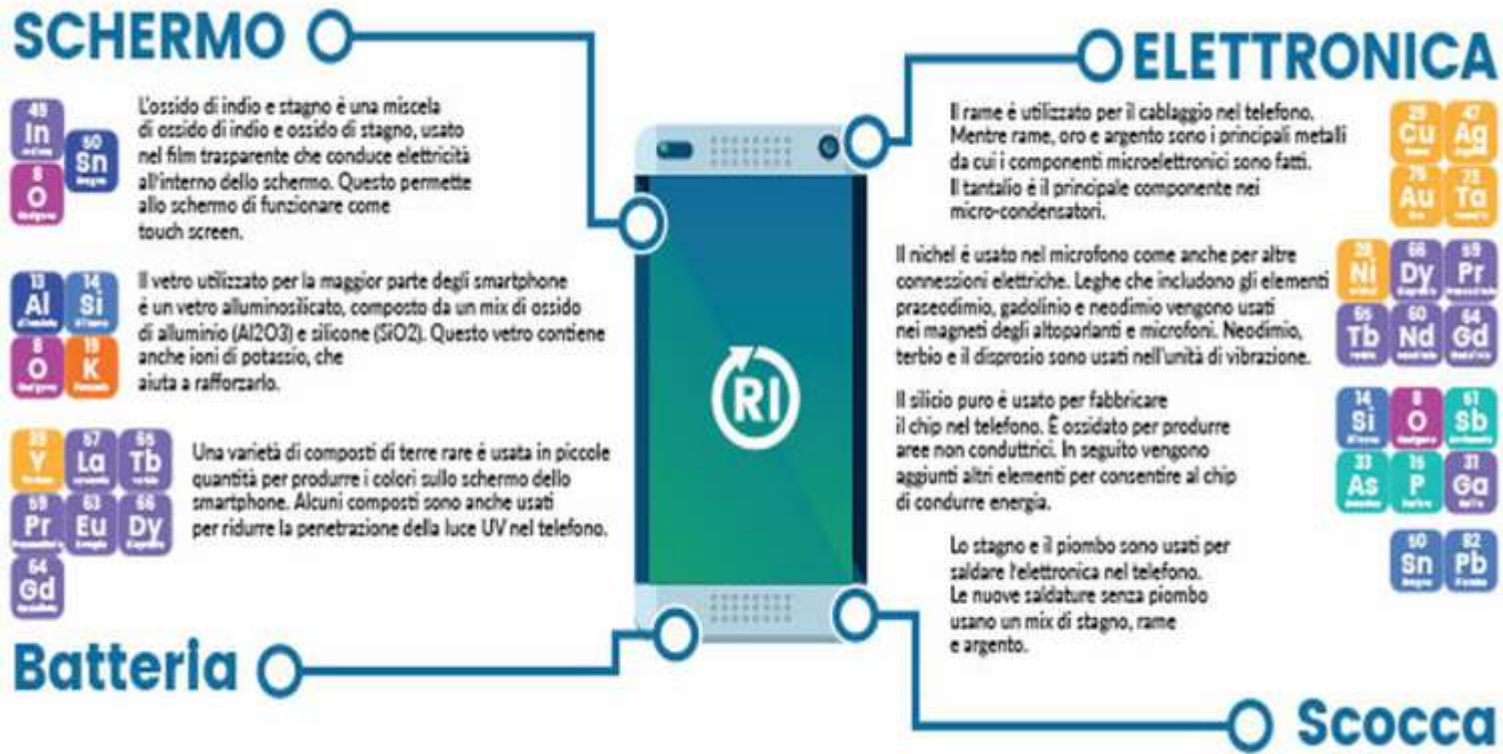 SCHERMO
49
In
50
Sn
8
O
L'ossido di indio e stagno è una miscela
di ossido di indio e ossido di stagno, usato
nel film trasparente che conduce elettricità
all'interno dello schermo. Questo permette
allo schermo di funzionare come
touch screen.
13
Al
14
Si
8
O
19
K
Il vetro utilizzato per la maggior parte degli smartphone
é un vetro alluminosilicato, composto da un mix di ossido
di alluminio (Al2O3) e silicone (SiO2). Questo vetro contiene
anche ioni di potassio, che
aiuta a rafforzarlo.
39
Y
57
La
65
Tb
59
Pr
63
Eu
66
Dy
64
Gd
Una varietà di composti di terre rare è usata in piccole
quantità per produrre i colori sullo schermo dello
smartphone. Alcuni composti sono anche usati
per ridurre la penetrazione della luce UV nel telefono.
Batteria
RI
ELETTRONICA
Il rame é utilizzato per il cablaggio nel telefono.
Mentre rame, oro e argento sono i principali metalli
da cui i componenti microelettronici sono fatti.
Il tantalio é il principale componente nei
micro-condensatori.
29
Cu
47
Ag
79
Au
73
Ta
Il nichel é usato nel microfono come anche per altre
connessioni elettriche. Leghe che includono gli elementi
praseodimio, gadolinio e neodimio vengono usati
nei magneti degli altoparlanti e microfoni. Neodimio,
terbio e il disprosio sono usati nell'unità di vibrazione.
28
Ni
66
Dy
59
Pr
65
Tb
60
Nd
64
Gd
Il silicio puro è usato per fabbricare
il chip nel telefono. È ossidato per produrre
aree non conduttrici. In seguito vengono
aggiunti altri elementi per consentire al chip
di condurre energia.
14
Si
8
O
51
Sb
33
As
15
P
31
Ga
Lo stagno e il piombo sono usati per
saldare l'elettronica nel telefono.
Le nuove saldature senza piombo
usano un mix di stagno, rame
e argento.
50
Sn
82
Pb
Scocca